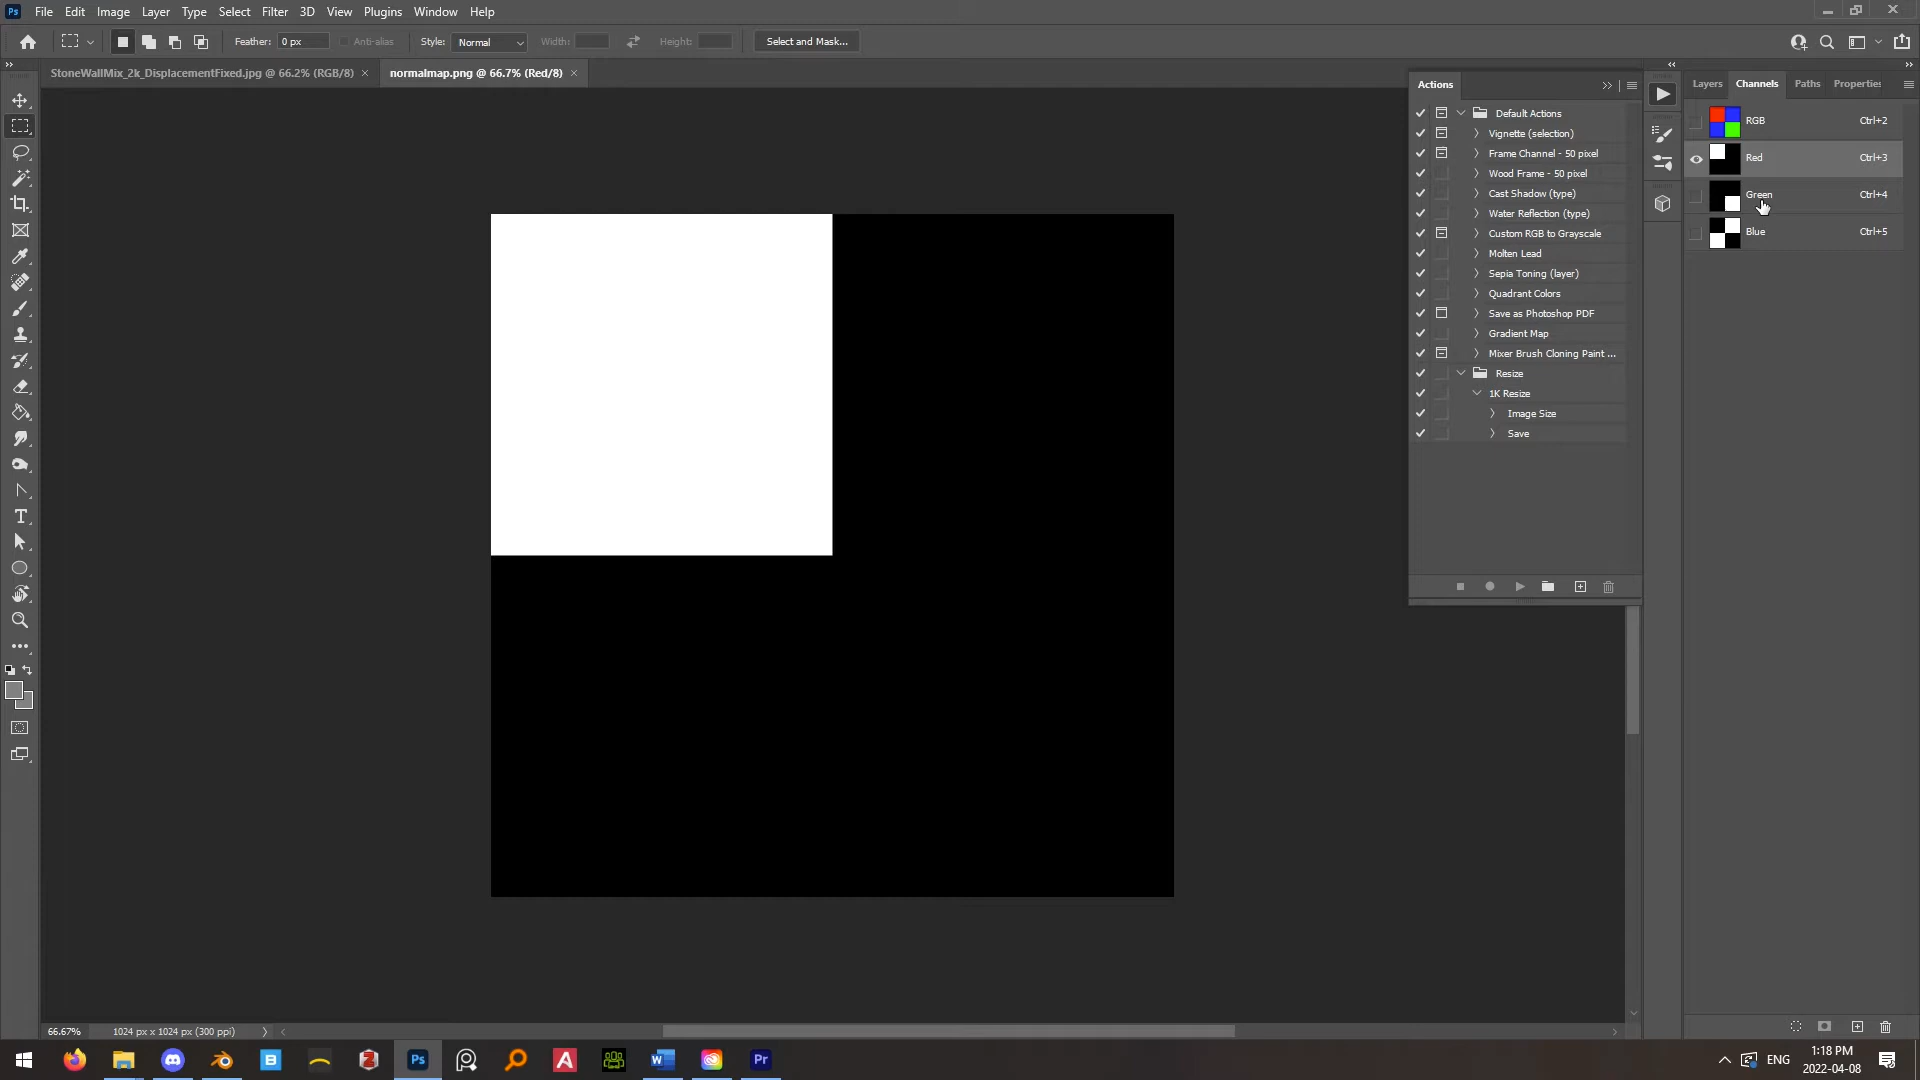 Ps File Edit Image Layer Type Select Filter 3D View Plugins Window Help
Feather: 0 px Anti-alias Style: Normal Width: Height: Select and Mask...
StoneWallMix_2k_DisplacementFixed.jpg @ 66.2% (RGB/8) × normalmap.png @ 66.7% (Red/8) ×
Actions
Default Actions
Vignette (selection)
Frame Channel - 50 pixel
Wood Frame - 50 pixel
Cast Shadow (type)
Water Reflection (type)
Custom RGB to Grayscale
Molten Lead
Sepia Toning (layer)
Quadrant Colors
Save as Photoshop PDF
Gradient Map
Mixer Brush Cloning Paint ...
Resize
1K Resize
Image Size
Save
Layers Channels Paths Properties
RGB Ctrl+2
Red Ctrl+3
Green Ctrl+4
Blue Ctrl+5
66.67% 1024 px x 1024 px (300 ppi)
B Z Ps A W Pr
ENG
1:18 PM
2022-04-08